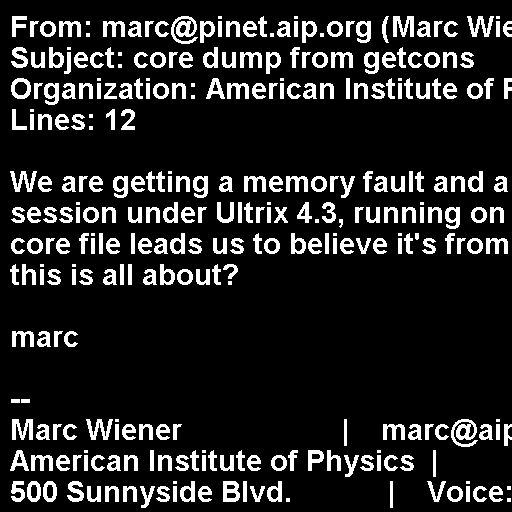 From: marc@pinet.aip.org (Marc Wie
Subject: core dump from getcons
Organization: American Institute of
Lines: 12

We are getting a memory fault and a
session under Ultrix 4.3, running on
core file leads us to believe it's from
this is all about?

marc

--
Marc Wiener | marc@aip
American Institute of Physics |
500 Sunnyside Blvd. | Voice: